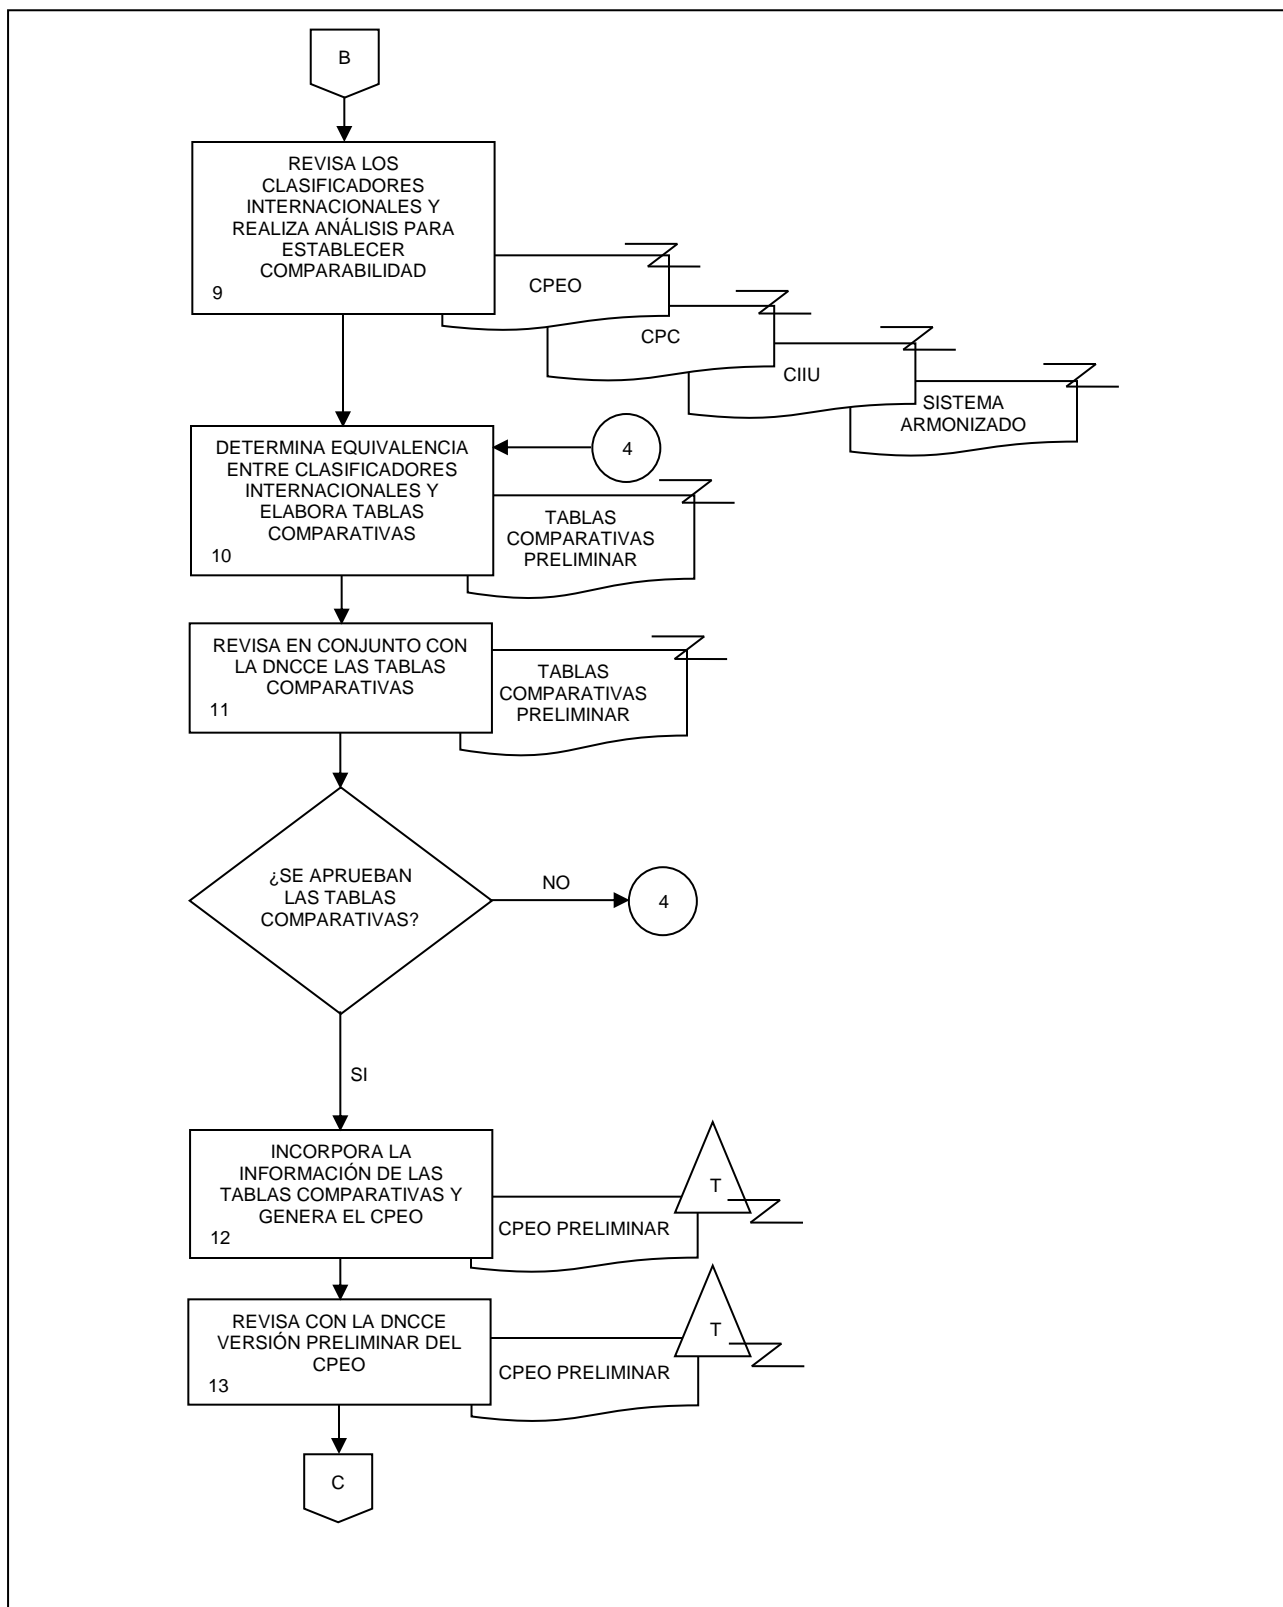 B
REVISA LOS
CLASIFICADORES
INTERNACIONALES Y
REALIZA ANÁLISIS PARA
ESTABLECER
COMPARABILIDAD
9
CPEO
CPC
CIIU
SISTEMA
ARMONIZADO
DETERMINA EQUIVALENCIA
ENTRE CLASIFICADORES
INTERNACIONALES Y
ELABORA TABLAS
COMPARATIVAS
10
4
TABLAS
COMPARATIVAS
PRELIMINAR
REVISA EN CONJUNTO CON
LA DNCCE LAS TABLAS
COMPARATIVAS
11
TABLAS
COMPARATIVAS
PRELIMINAR
¿SE APRUEBAN
LAS TABLAS
COMPARATIVAS?
NO
4
SI
INCORPORA LA
INFORMACIÓN DE LAS
TABLAS COMPARATIVAS Y
GENERA EL CPEO
12
CPEO PRELIMINAR
T
REVISA CON LA DNCCE
VERSIÓN PRELIMINAR DEL
CPEO
13
CPEO PRELIMINAR
T
C